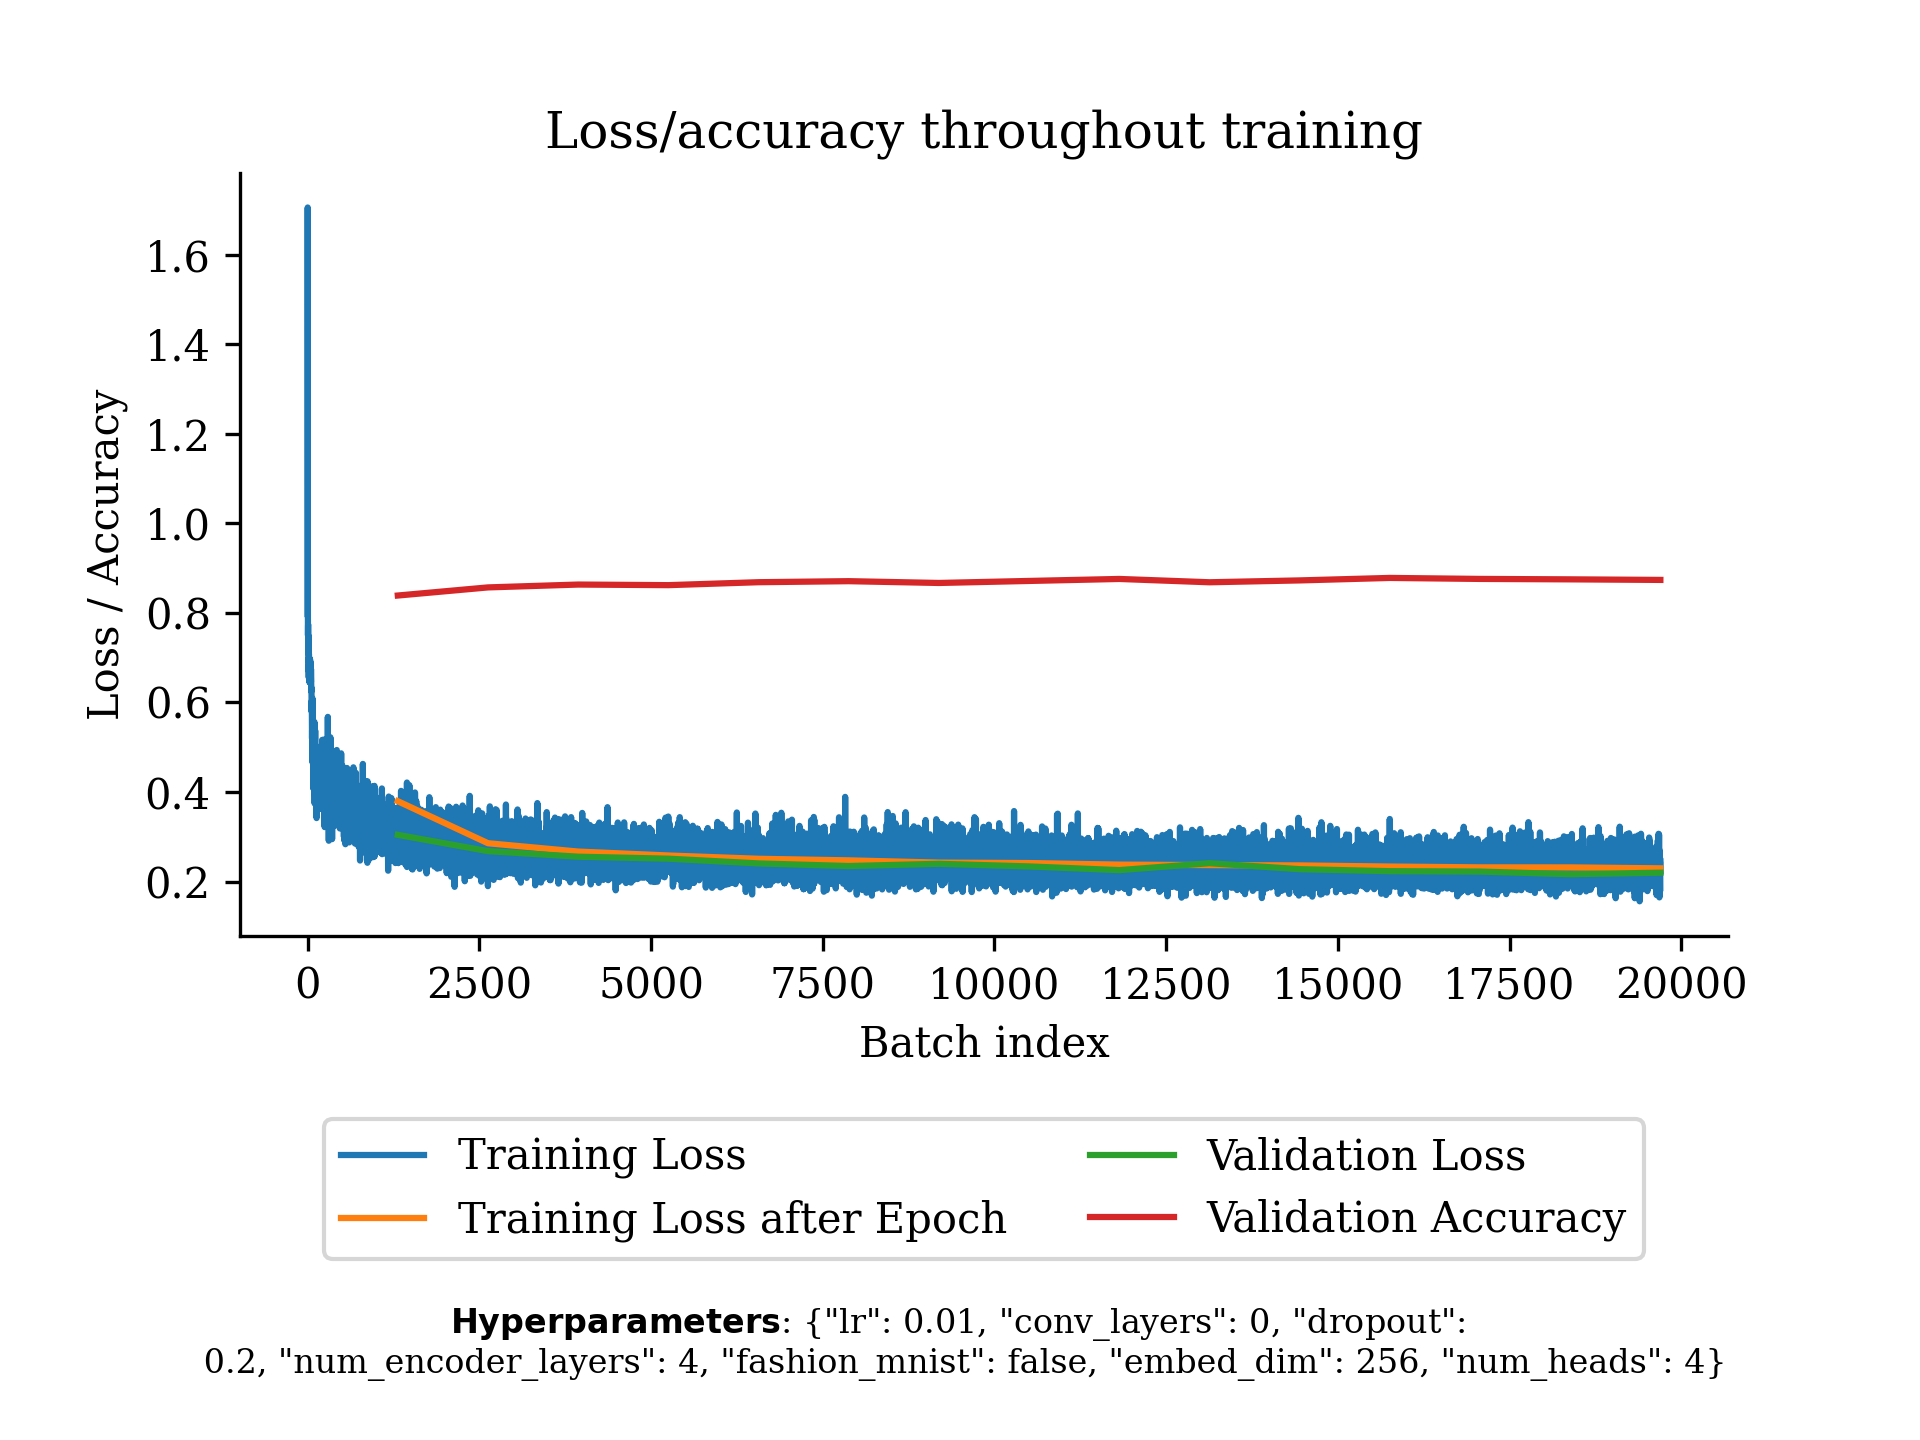 Loss/accuracy throughout training
Loss / Accuracy
1.6
1.4
1.2
1.0
0.8
0.6
0.4
0.2
0 2500 5000 7500 10000 12500 15000 17500 20000
Batch index
Training Loss
Training Loss after Epoch
Validation Loss
Validation Accuracy
Hyperparameters: {"lr": 0.01, "conv_layers": 0, "dropout":
0.2, "num_encoder_layers": 4, "fashion_mnist": false, "embed_dim": 256, "num_heads": 4}